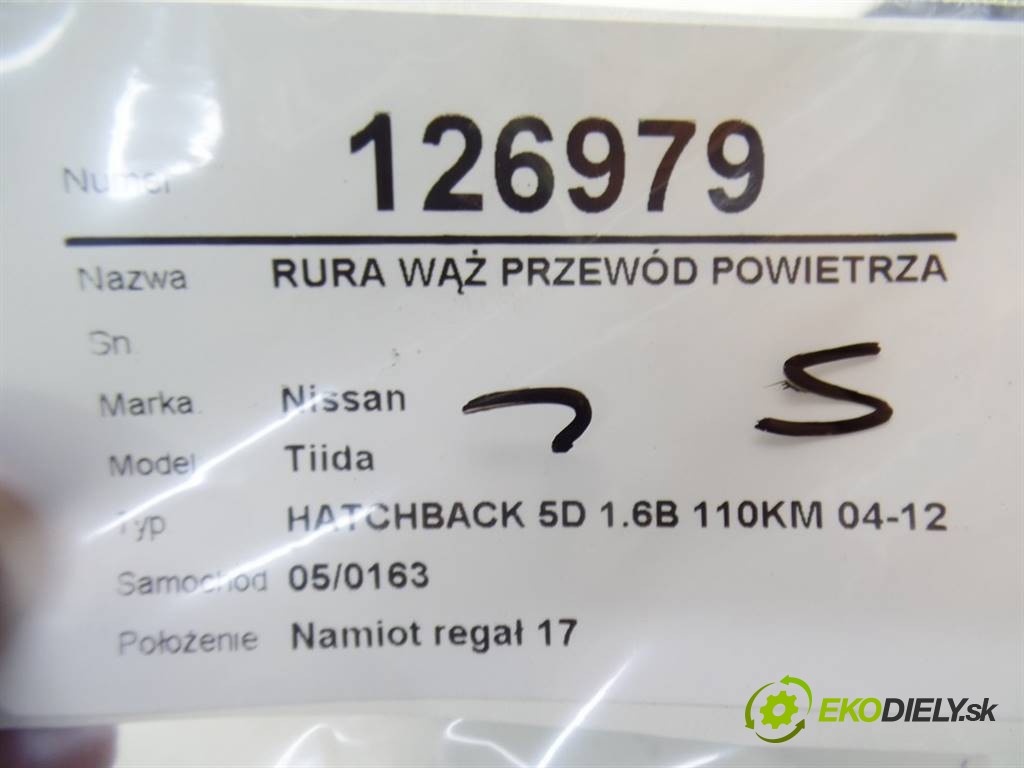 Numer 126979
Nazwa RURA WĄŻ PRZEWÓD POWIETRZA
Sn.
Marka Nissan
Model Tiida
Typ HATCHBACK 5D 1.6B 110KM 04-12
Samochód 05/0163
Położenie Namiot regał 17
EKODIELY.sk